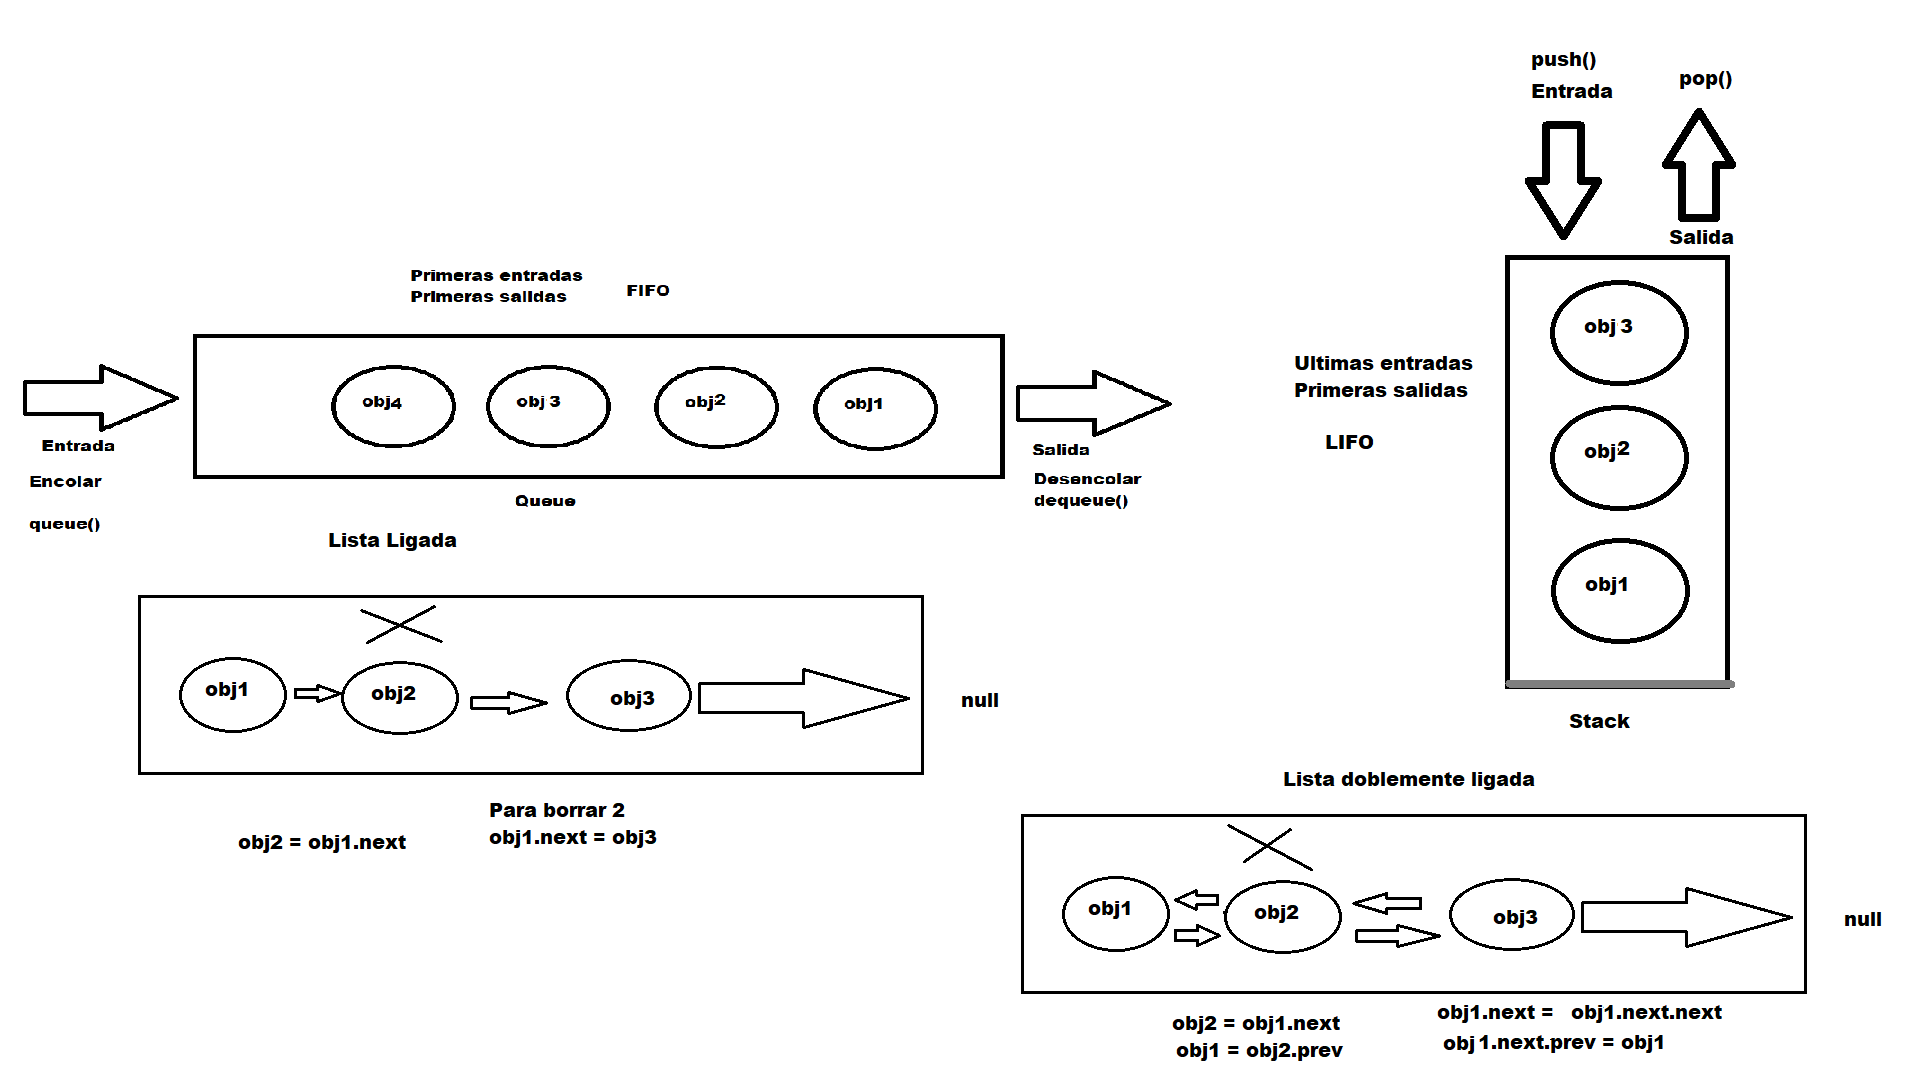 push()
Entrada
pop()
Salida
Primeras entradas
Primeras salidas
FIFO
obj4
obj 3
obj2
obj1
Entrada
Encolar
queue()
Salida
Desencolar
dequeue()
Queue
Ultimas entradas
Primeras salidas
LIFO
obj 3
obj2
obj1
Stack
Lista Ligada
obj1
obj2
obj3
null
obj2 = obj1.next
Para borrar 2
obj1.next = obj3
Lista doblemente ligada
obj1
obj2
obj3
null
obj2 = obj1.next
obj1 = obj2.prev
obj1.next = obj1.next.next
obj 1.next.prev = obj1